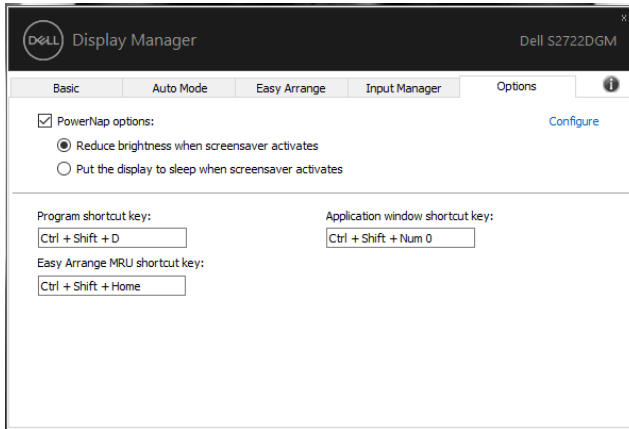 x
DELL Display Manager Dell S2722DGM
Basic Auto Mode Easy Arrange Input Manager Options i
PowerNap options: Configure
Reduce brightness when screensaver activates
Put the display to sleep when screensaver activates
Program shortcut key: Application window shortcut key:
Ctrl + Shift + D Ctrl + Shift + Num 0
Easy Arrange MRU shortcut key:
Ctrl + Shift + Home